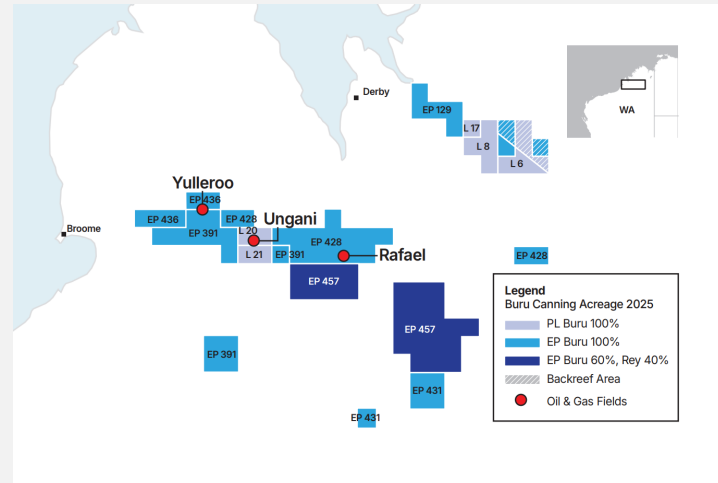 Derby
EP 129
WA
L 17
L 8
L 6
Yulleroo
EP 436
EP 436
EP 428
Ungani
Broome
EP 391
L 20
EP 428
L 21
EP 391
Rafael
EP 428
EP 457
EP 457
EP 391
EP 431
EP 431
Legend
Buru Canning Acreage 2025
PL Buru 100%
EP Buru 100%
EP Buru 60%, Rey 40%
Backreef Area
Oil & Gas Fields